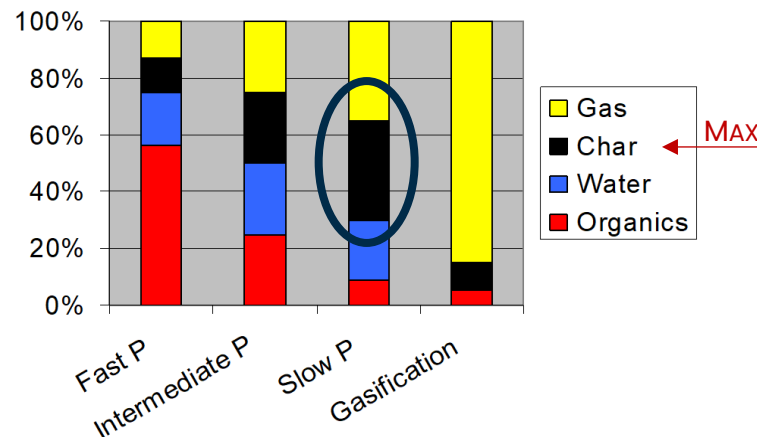 100%
80%
60%
40%
20%
0%
Fast P
Intermediate P
Slow P
Gasification
Gas
Char
Water
Organics
MAX